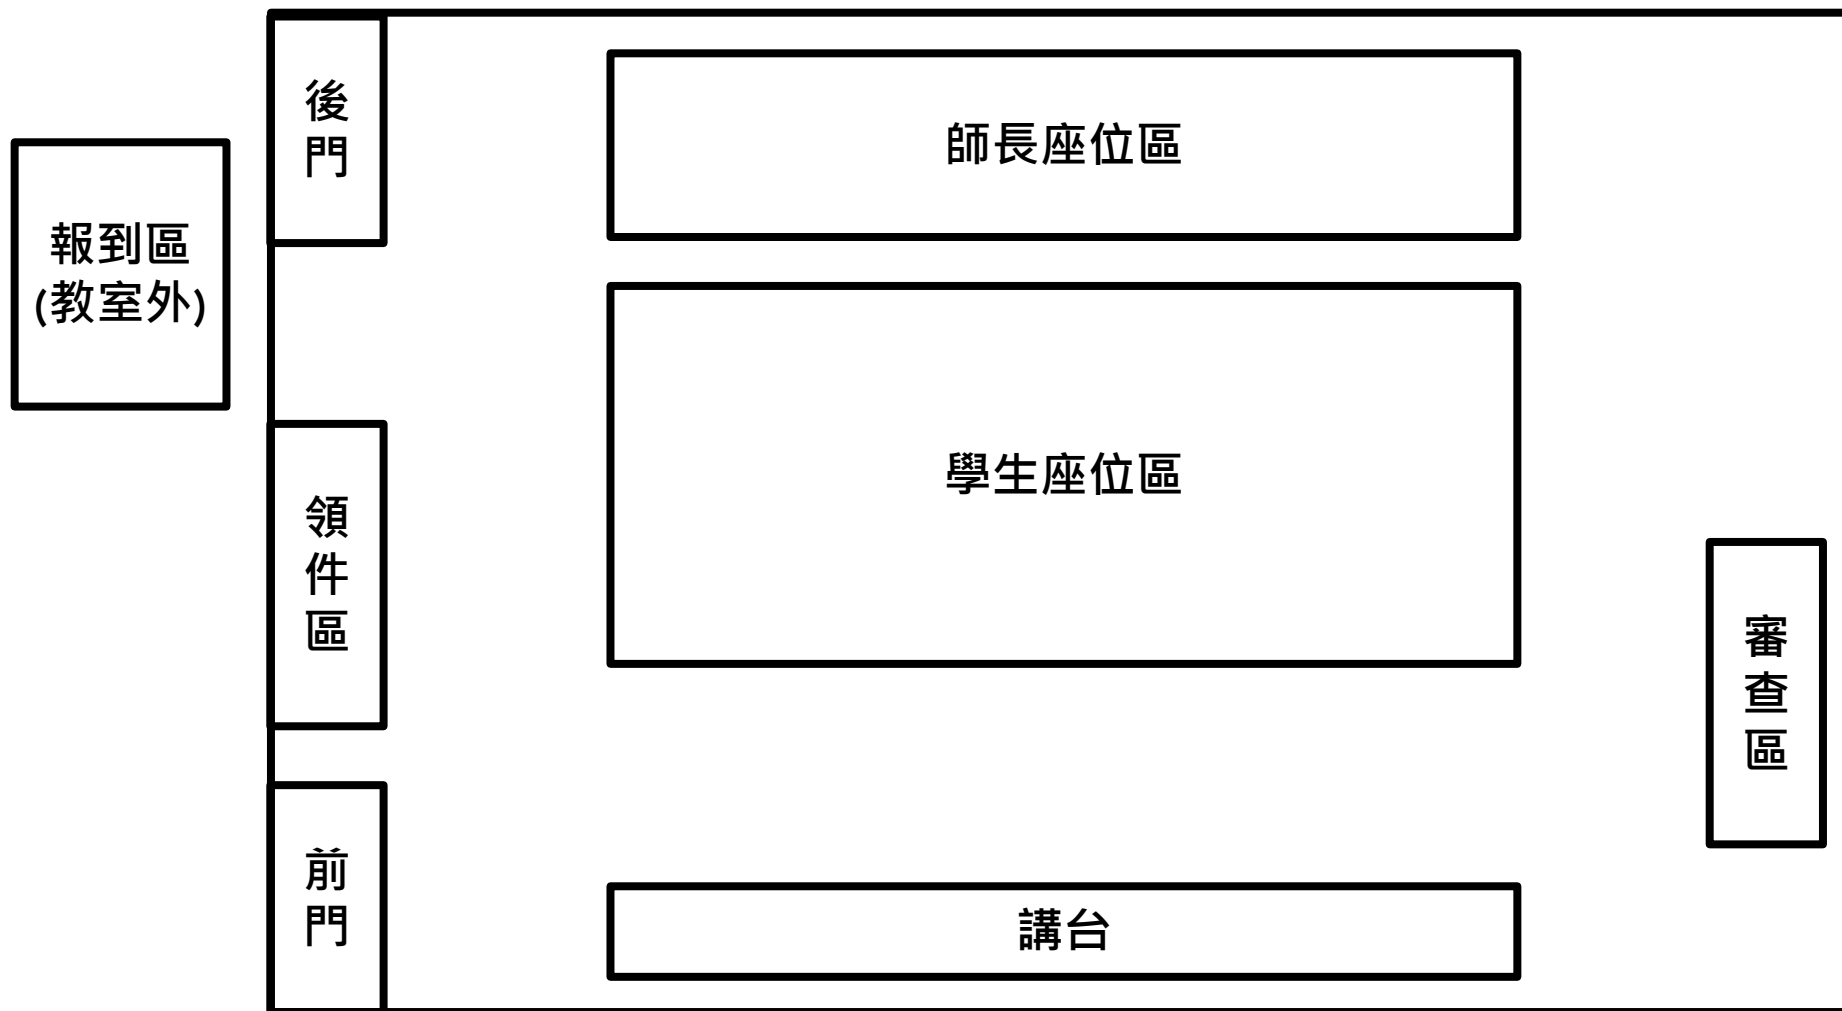 後門
師長座位區
報到區
(教室外)
學生座位區
領件區
審查區
前門
講台